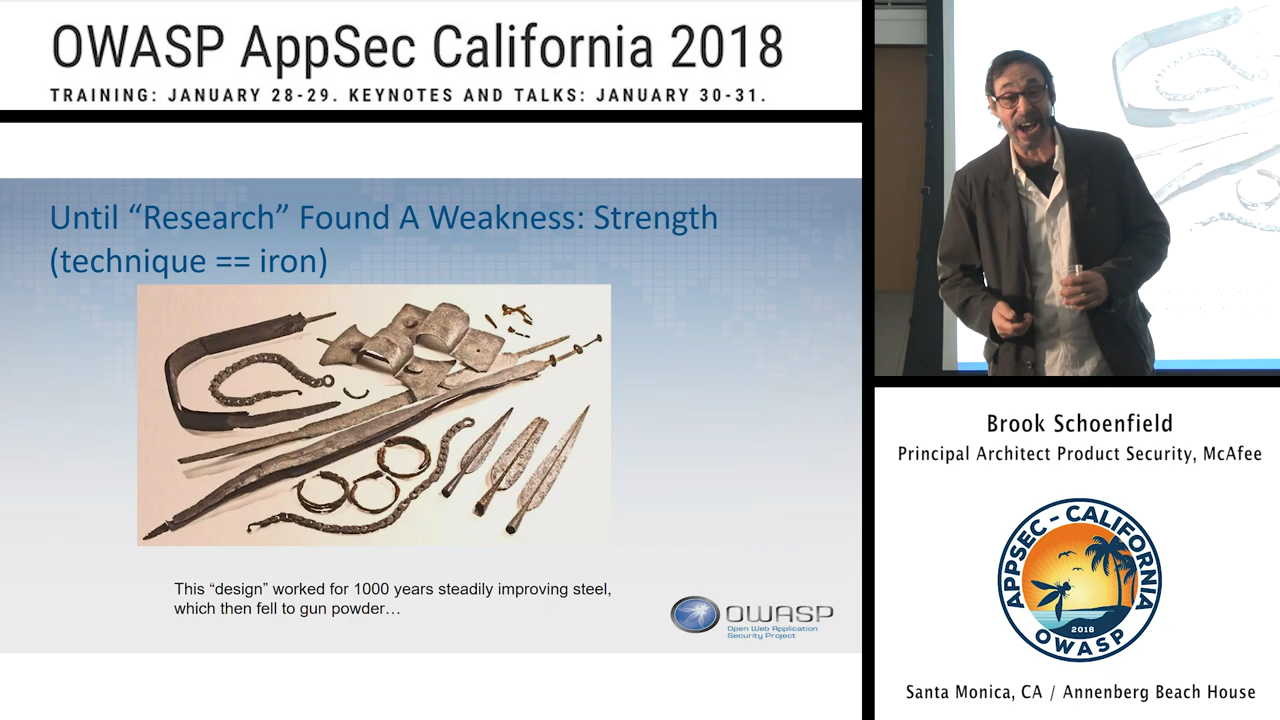 OWASP AppSec California 2018
TRAINING: JANUARY 28-29. KEYNOTES AND TALKS: JANUARY 30-31.
Until “Research” Found A Weakness: Strength
(technique == iron)
This “design” worked for 1000 years steadily improving steel,
which then fell to gun powder…
OWASP
Open Web Application
Security Project
Brook Schoenfield
Principal Architect Product Security, McAfee
APPSEC - CALIFORNIA
2018
OWASP
Santa Monica, CA / Annenberg Beach House